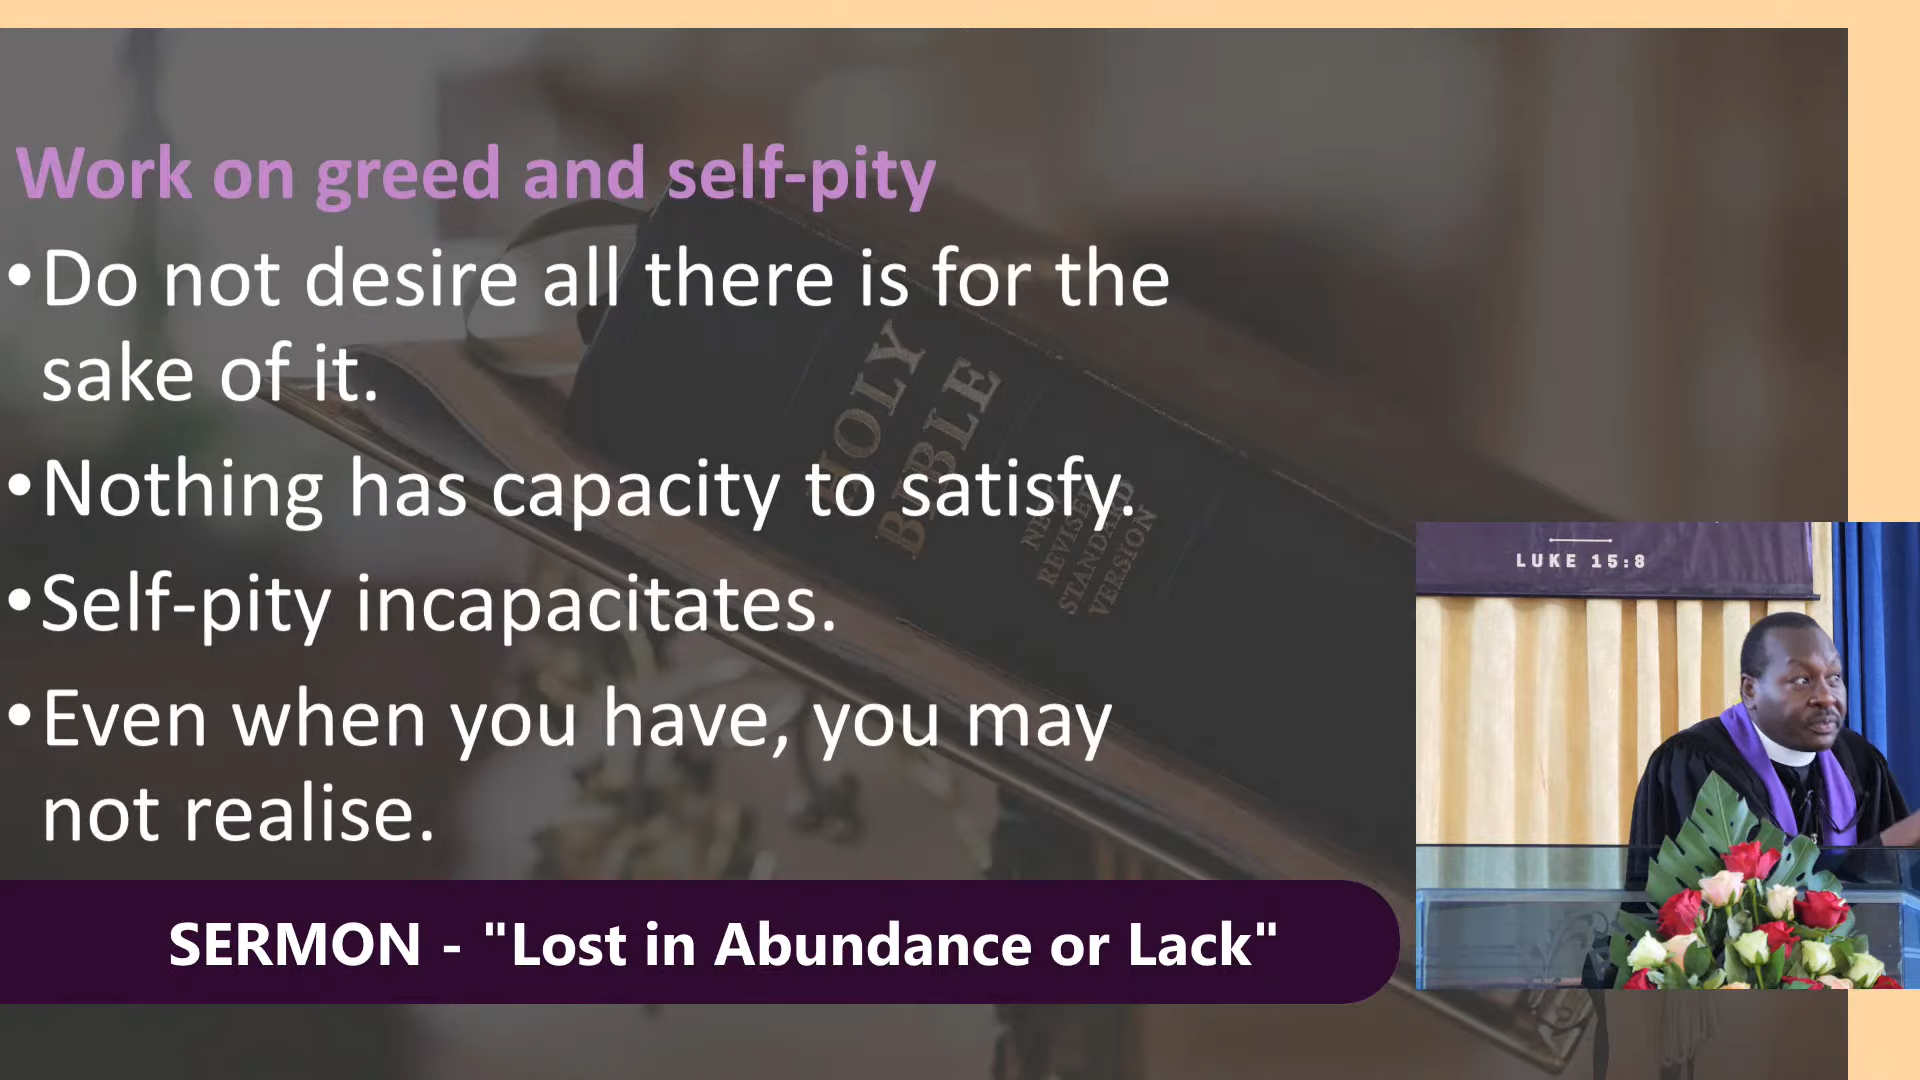 Work on greed and self-pity
•Do not desire all there is for the
sake of it.
•Nothing has capacity to satisfy.
•Self-pity incapacitates.
•Even when you have, you may
not realise.
HOLY
BIBLE
NEW
REVISED
STANDARD
VERSION
LUKE 15:8
SERMON - "Lost in Abundance or Lack"